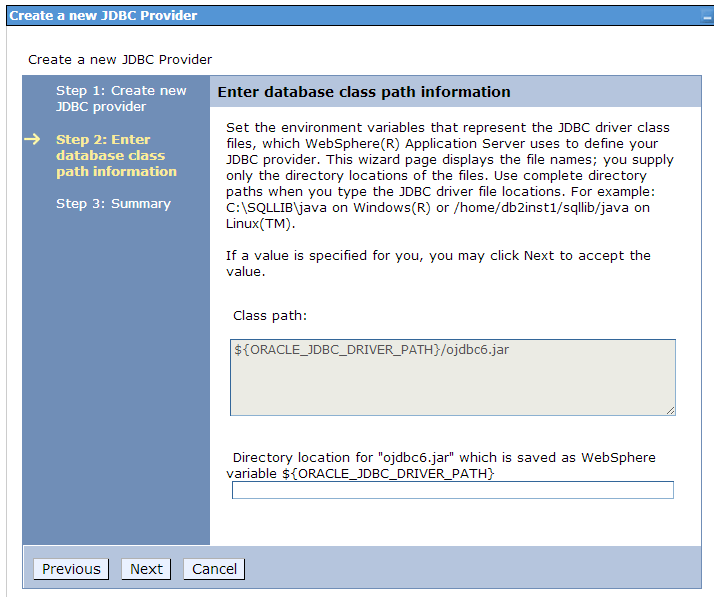 Create a new JDBC Provider
Create a new JDBC Provider
Step 1: Create new
JDBC provider
Step 2: Enter
database class
path information
Step 3: Summary
Enter database class path information
Set the environment variables that represent the JDBC driver class
files, which WebSphere(R) Application Server uses to define your
JDBC provider. This wizard page displays the file names; you supply
only the directory locations of the files. Use complete directory
paths when you type the JDBC driver file locations. For example:
C:\SQLLIB\java on Windows(R) or /home/db2inst1/sqllib/java on
Linux(TM).
If a value is specified for you, you may click Next to accept the
value.
Class path:
${ORACLE_JDBC_DRIVER_PATH}/ojdbc6.jar
Directory location for "ojdbc6.jar" which is saved as WebSphere
variable ${ORACLE_JDBC_DRIVER_PATH}
Previous Next Cancel